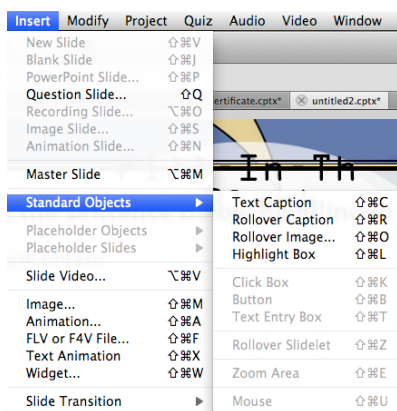 Insert Modify Project Quiz Audio Video Window
New Slide ⇧⌘V
Blank Slide ⇧⌘J
PowerPoint Slide... ⇧⌘P
Question Slide... ⇧Q
Recording Slide... ⌥⌘O
Image Slide... ⇧⌘S
Animation Slide... ⇧⌘N
Master Slide ⌥⌘M
Standard Objects ▶
Placeholder Objects ▶
Placeholder Slides ▶
Slide Video... ⌥⌘V
Image... ⇧⌘M
Animation... ⇧⌘A
FLV or F4V File... ⇧⌘F
Text Animation ⇧⌘X
Widget... ⇧⌘W
Slide Transition ▶
ertificate.cptx* untitled2.cptx*
In Th
Text Caption ⇧⌘C
Rollover Caption ⇧⌘R
Rollover Image... ⇧⌘O
Highlight Box ⇧⌘L
Click Box ⇧⌘K
Button ⇧⌘B
Text Entry Box ⇧⌘T
Rollover Slidelet ⇧⌘Z
Zoom Area ⇧⌘E
Mouse ⇧⌘U